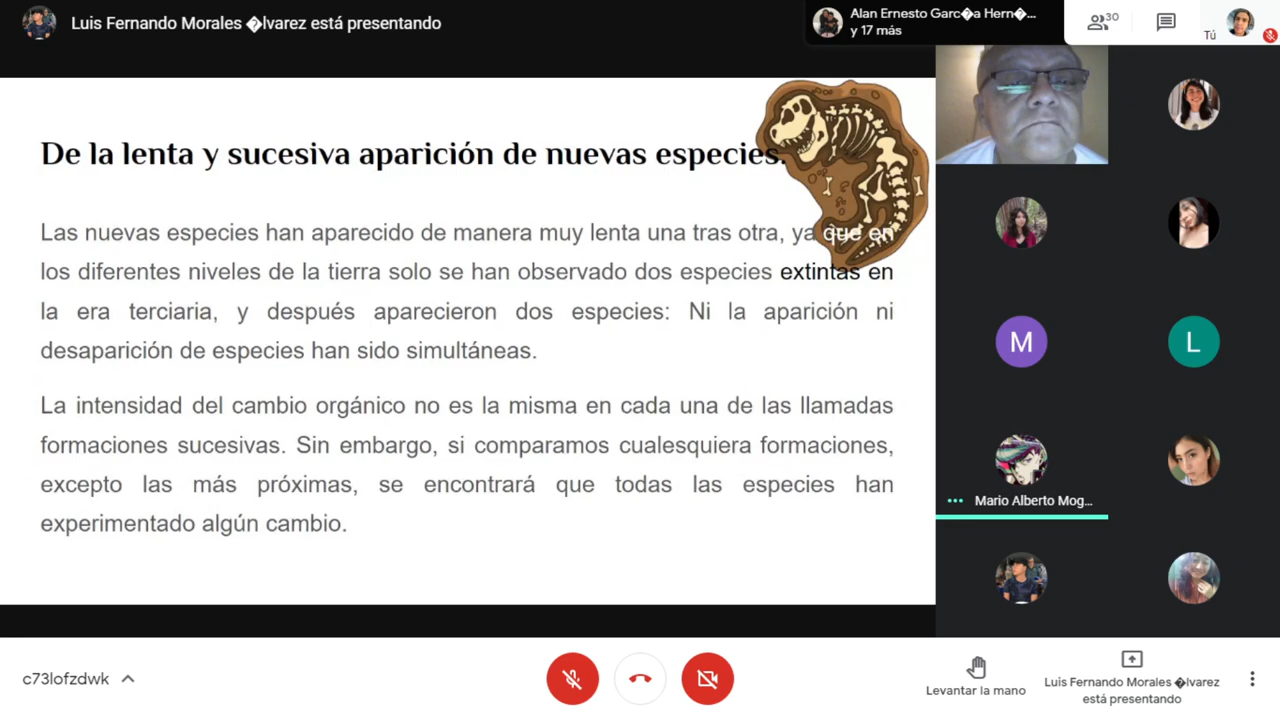 Luis Fernando Morales �lvarez está presentando
Alan Ernesto Garc�a Hern�...
y 17 más
30
Tú
De la lenta y sucesiva aparición de nuevas especies.
Las nuevas especies han aparecido de manera muy lenta una tras otra, ya que en
los diferentes niveles de la tierra solo se han observado dos especies extintas en
la era terciaria, y después aparecieron dos especies: Ni la aparición ni
desaparición de especies han sido simultáneas.
La intensidad del cambio orgánico no es la misma en cada una de las llamadas
formaciones sucesivas. Sin embargo, si comparamos cualesquiera formaciones,
excepto las más próximas, se encontrará que todas las especies han
experimentado algún cambio.
M
L
Mario Alberto Mog...
c73lofzdwk
Levantar la mano
Luis Fernando Morales �lvarez
está presentando